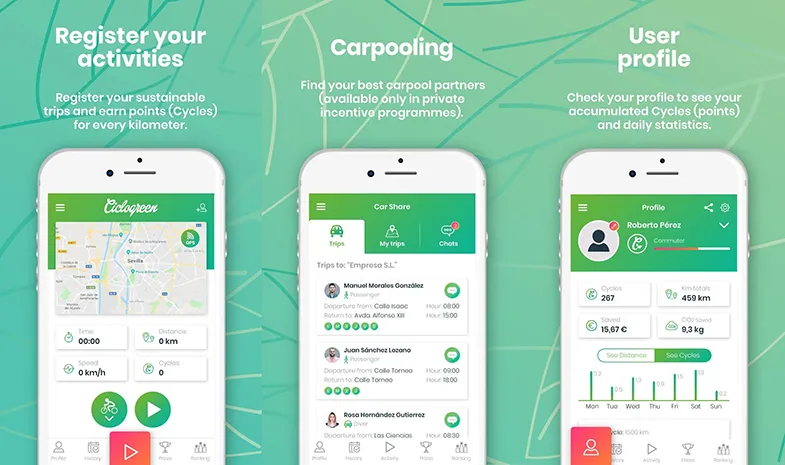 Register your
activities
Register your sustainable
trips and earn points (Cycles)
for every kilometer.
Ciclogreen
GPS
Sevilla
Time:
00:00
Distance:
0 km
Speed:
0 km/h
Cycles:
0
Profile
History
Prizes
Ranking
Carpooling
Find your best carpool partners
(available only in private
incentive programmes).
Car Share
Trips
My trips
Chats
Trips to: "Empresa S.L."
Manuel Morales González
Passenger
Departure from: Calle Isaac
Hour: 08:00
Return to: Avda. Alfonso XIII
Hour: 15:00
Juan Sánchez Lozano
Passenger
Departure from: Calle Torneo
Hour: 09:00
Return to: Calle Torneo
Hour: 18:00
Rosa Hernández Gutierrez
Driver
Departure from: Las Ciencias
Hour: 08:30
Profile
History
Activity
Prizes
Ranking
User
profile
Check your profile to see your
accumulated Cycles (points)
and daily statistics.
Profile
Roberto Pérez
Commuter
Cycles
267
Km totals
459 km
Saved
15,67 €
CO2 Saved
9,3 kg
See Distance
See Cycles
Mon
Tue
Wed
Thu
Fri
Sat
Sun
1500 km
History
Activity
Prizes
Ranking